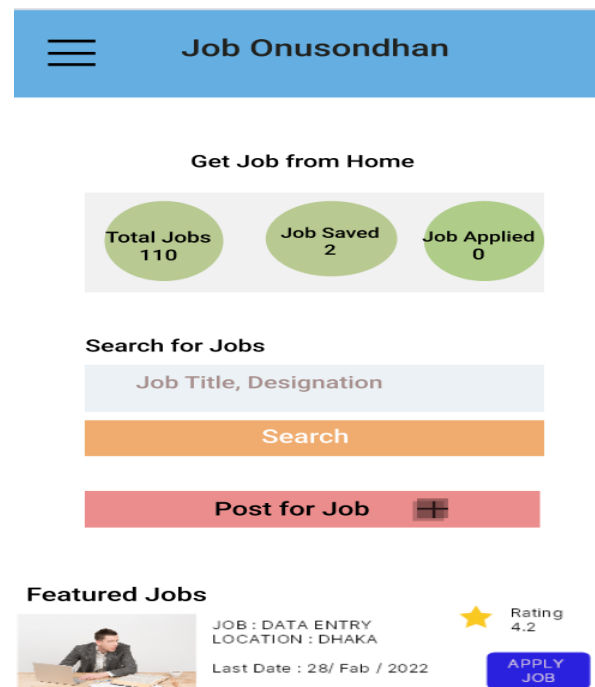 Job Onusondhan
Get Job from Home
Total Jobs
110
Job Saved
2
Job Applied
0
Search for Jobs
Job Title, Designation
Search
Post for Job
Featured Jobs
JOB : DATA ENTRY
LOCATION : DHAKA
Last Date : 28/ Fab / 2022
Rating
4.2
APPLY
JOB